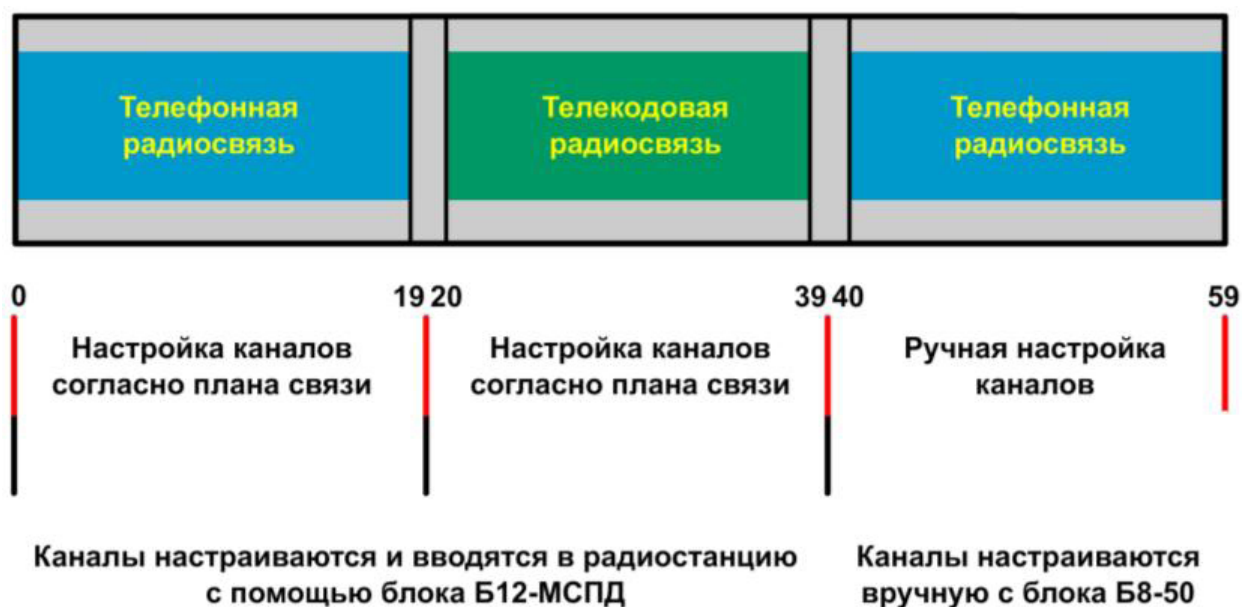 Телефонная
радиосвязь
Телекодовая
радиосвязь
Телефонная
радиосвязь
0 19 20 39 40 59
Настройка каналов
согласно плана связи
Настройка каналов
согласно плана связи
Ручная настройка
каналов
Каналы настраиваются и вводятся в радиостанцию
с помощью блока Б12-МСПД
Каналы настраиваются
вручную с блока Б8-50